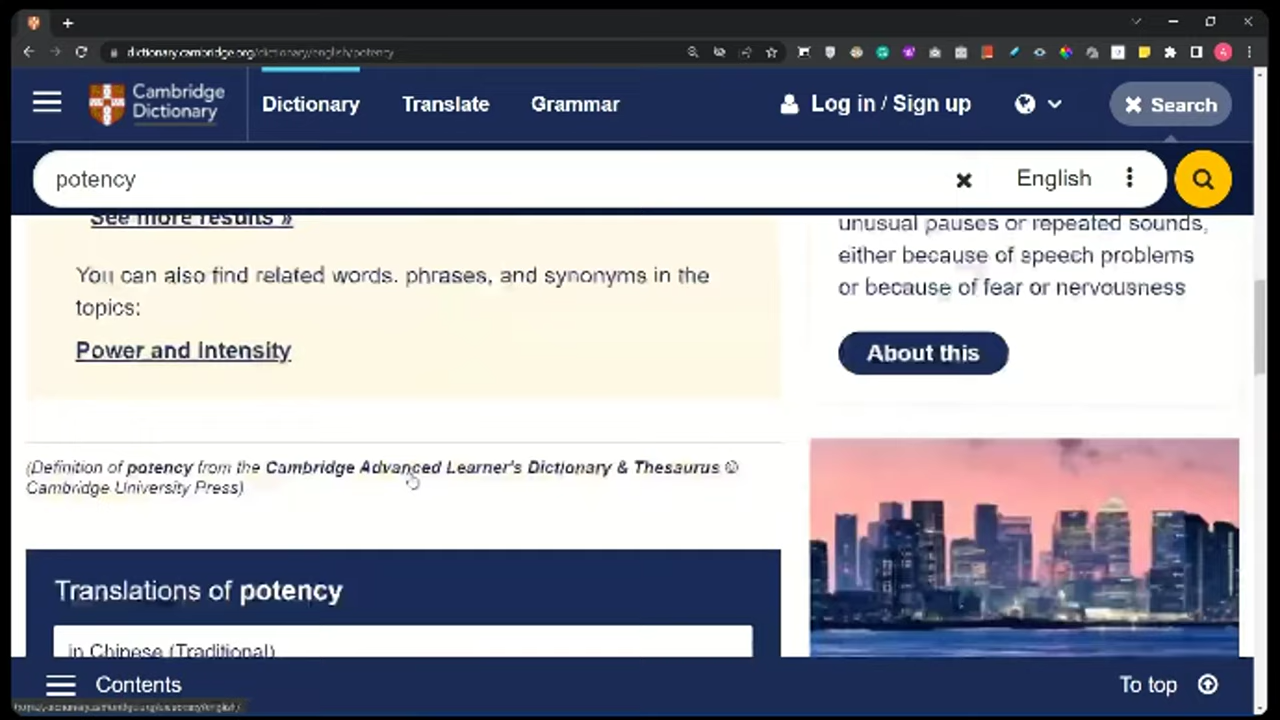 dictionary.cambridge.org/dictionary/english/potency
Cambridge
Dictionary
Dictionary
Translate
Grammar
Log in / Sign up
Search
potency
English
See more results »
You can also find related words, phrases, and synonyms in the
topics:
Power and intensity
(Definition of potency from the Cambridge Advanced Learner's Dictionary & Thesaurus ©
Cambridge University Press)
Translations of potency
in Chinese (Traditional)
unusual pauses or repeated sounds,
either because of speech problems
or because of fear or nervousness
About this
Contents
To top